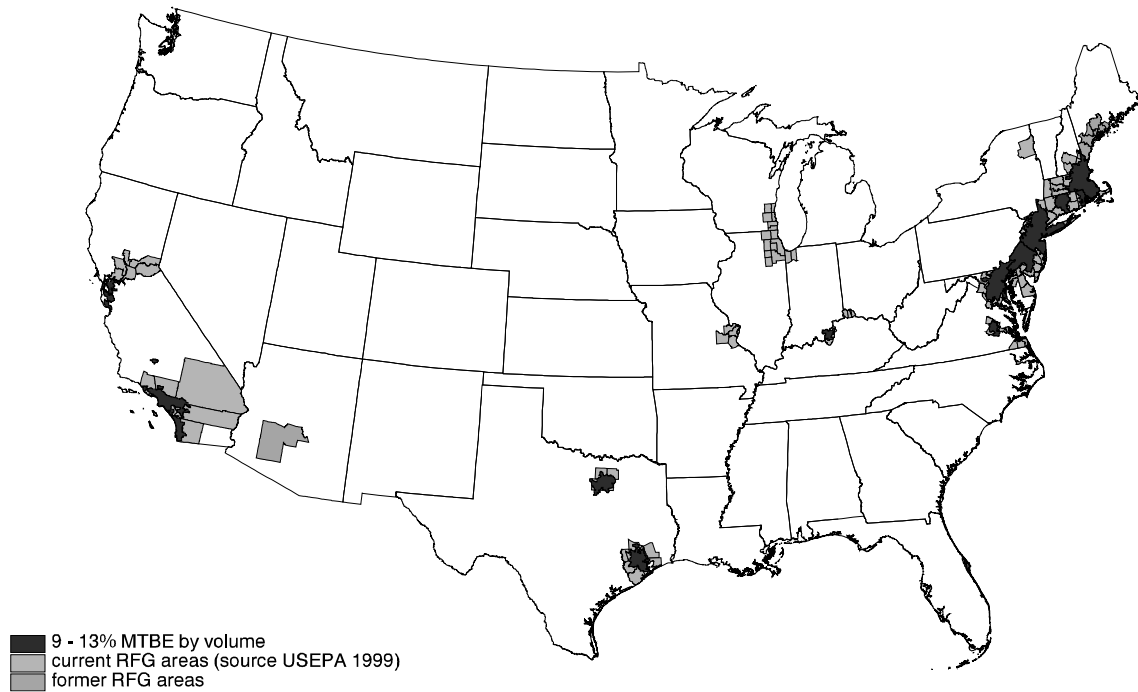 9 - 13% MTBE by volume
current RFG areas (source USEPA 1999)
former RFG areas